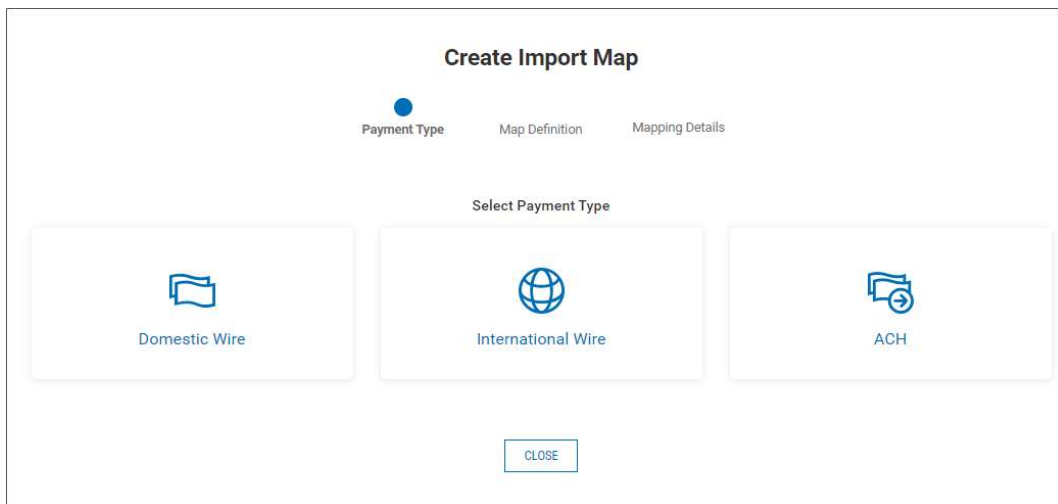 Create Import Map
Payment Type Map Definition Mapping Details
Select Payment Type
Domestic Wire International Wire ACH
CLOSE